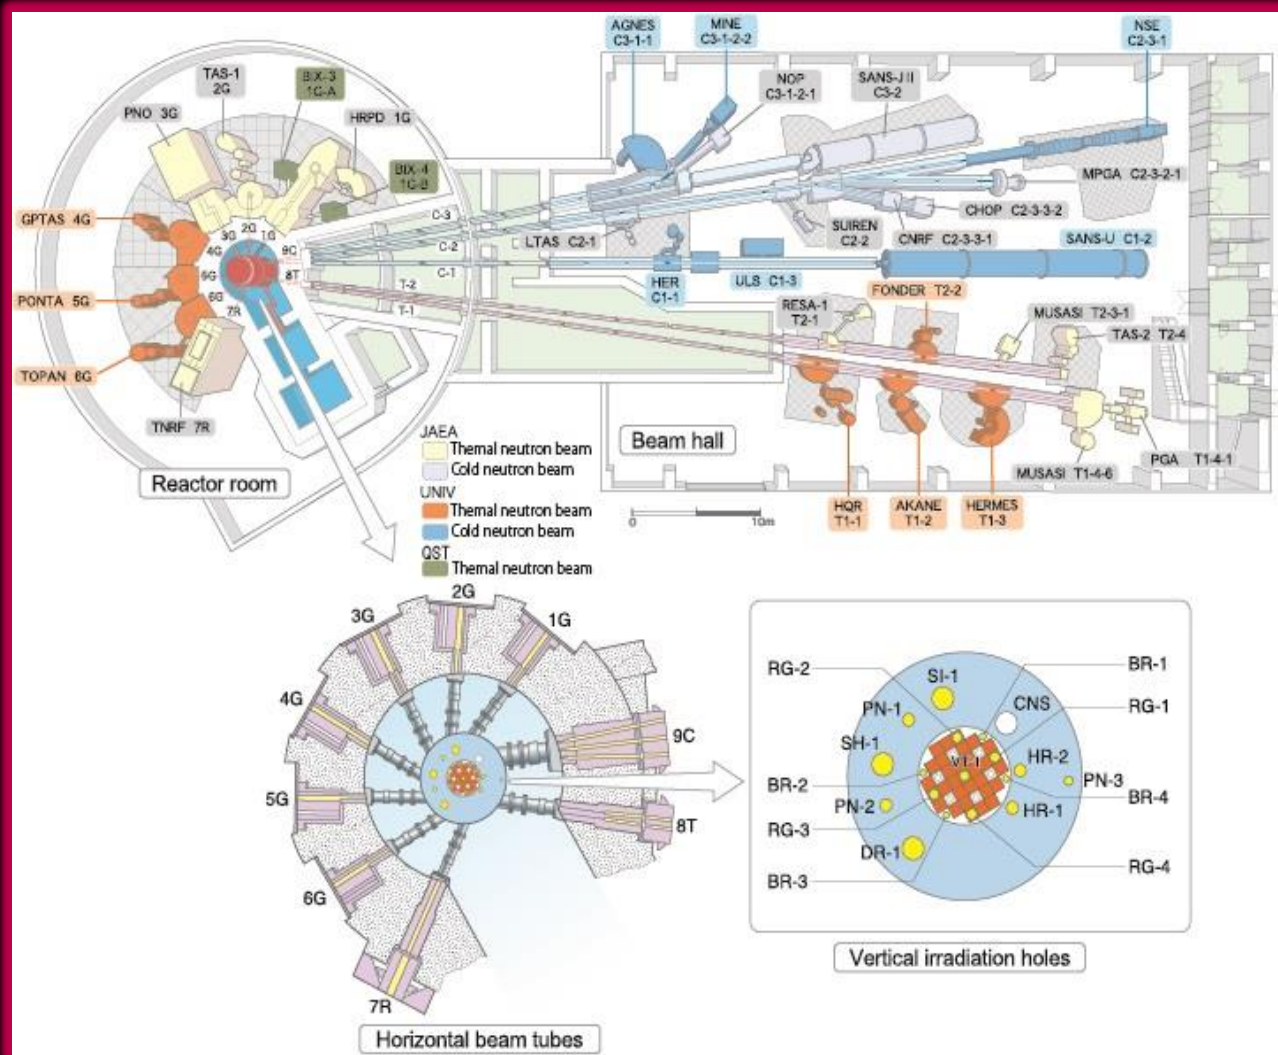 AGNES
C3-1-1
MINE
C3-1-2-2
NSE
C2-3-1
TAS-1
2G
BIX-3
1G-A
NOP
C3-1-2-1
SANS-J II
C3-2
PNO 3G
HRPD 1G
BIX-4
1G-B
MPGA C2-3-2-1
CHOP C2-3-3-2
GPTAS 4G
C-3
C-2
C-1
T-2
T-1
LTAS C2-1
SUIREN
C2-2
CNRF C2-3-3-1
SANS-U C1-2
2G
3G
1G
4G
9C
5G
8T
6G
7R
HER
C1-1
ULS C1-3
FONDER T2-2
PONTA 5G
RESA-1
T2-1
MUSASI T2-3-1
TAS-2 T2-4
TOPAN 6G
TNRF 7R
Reactor room
JAEA
Themal neutron beam
Cold neutron beam
UNIV
Themal neutron beam
Cold neutron beam
QST
Themal neutron beam
Beam hall
PGA T1-4-1
MUSASI T1-4-6
HQR
T1-1
AKANE
T1-2
HERMES
T1-3
0
10m
2G
3G
1G
4G
9C
5G
8T
6G
7R
Horizontal beam tubes
RG-2
SI-1
BR-1
PN-1
CNS
RG-1
SH-1
VT-1
HR-2
BR-2
PN-3
PN-2
BR-4
RG-3
HR-1
DR-1
RG-4
BR-3
Vertical irradiation holes